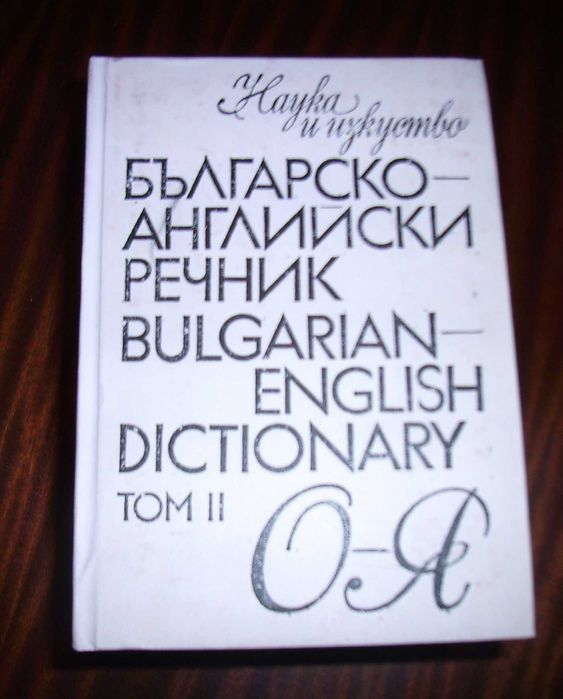 Наука
и изкуство
БЪЛГАРСКО—
АНГЛИЙСКИ
РЕЧНИК
BULGARIAN—
ENGLISH
DICTIONARY
ТОМ II
О—Я